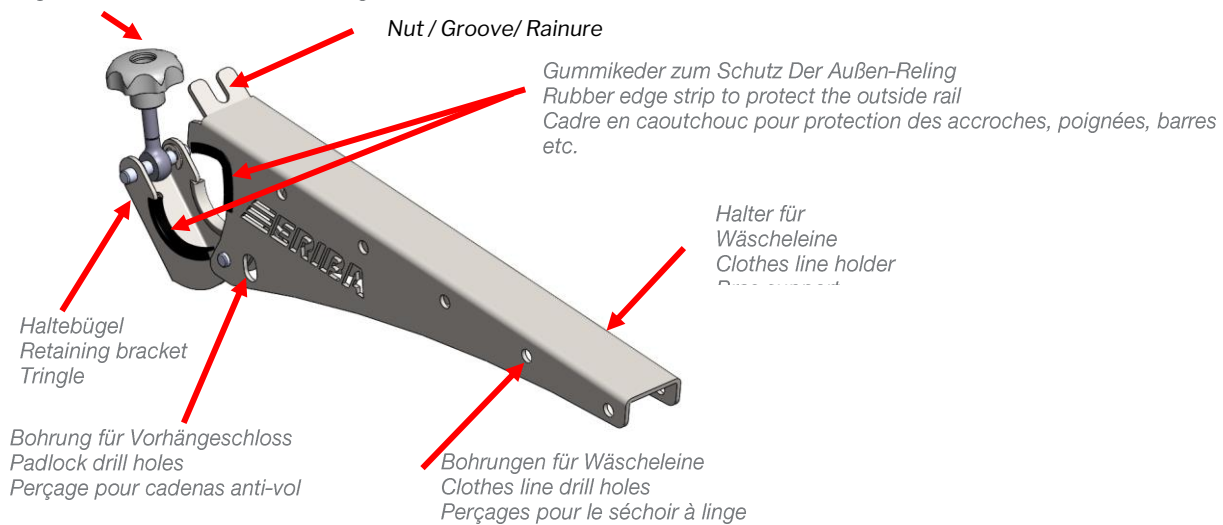 Nut / Groove/ Rainure
Gummikeder zum Schutz Der Außen-Reling
Rubber edge strip to protect the outside rail
Cadre en caoutchouc pour protection des accroches, poignées, barres
etc.
Halter für
Wäscheleine
Clothes line holder
ERIBA
Haltebügel
Retaining bracket
Tringle
Bohrung für Vorhängeschloss
Padlock drill holes
Perçage pour cadenas anti-vol
Bohrungen für Wäscheleine
Clothes line drill holes
Perçages pour le séchoir à linge